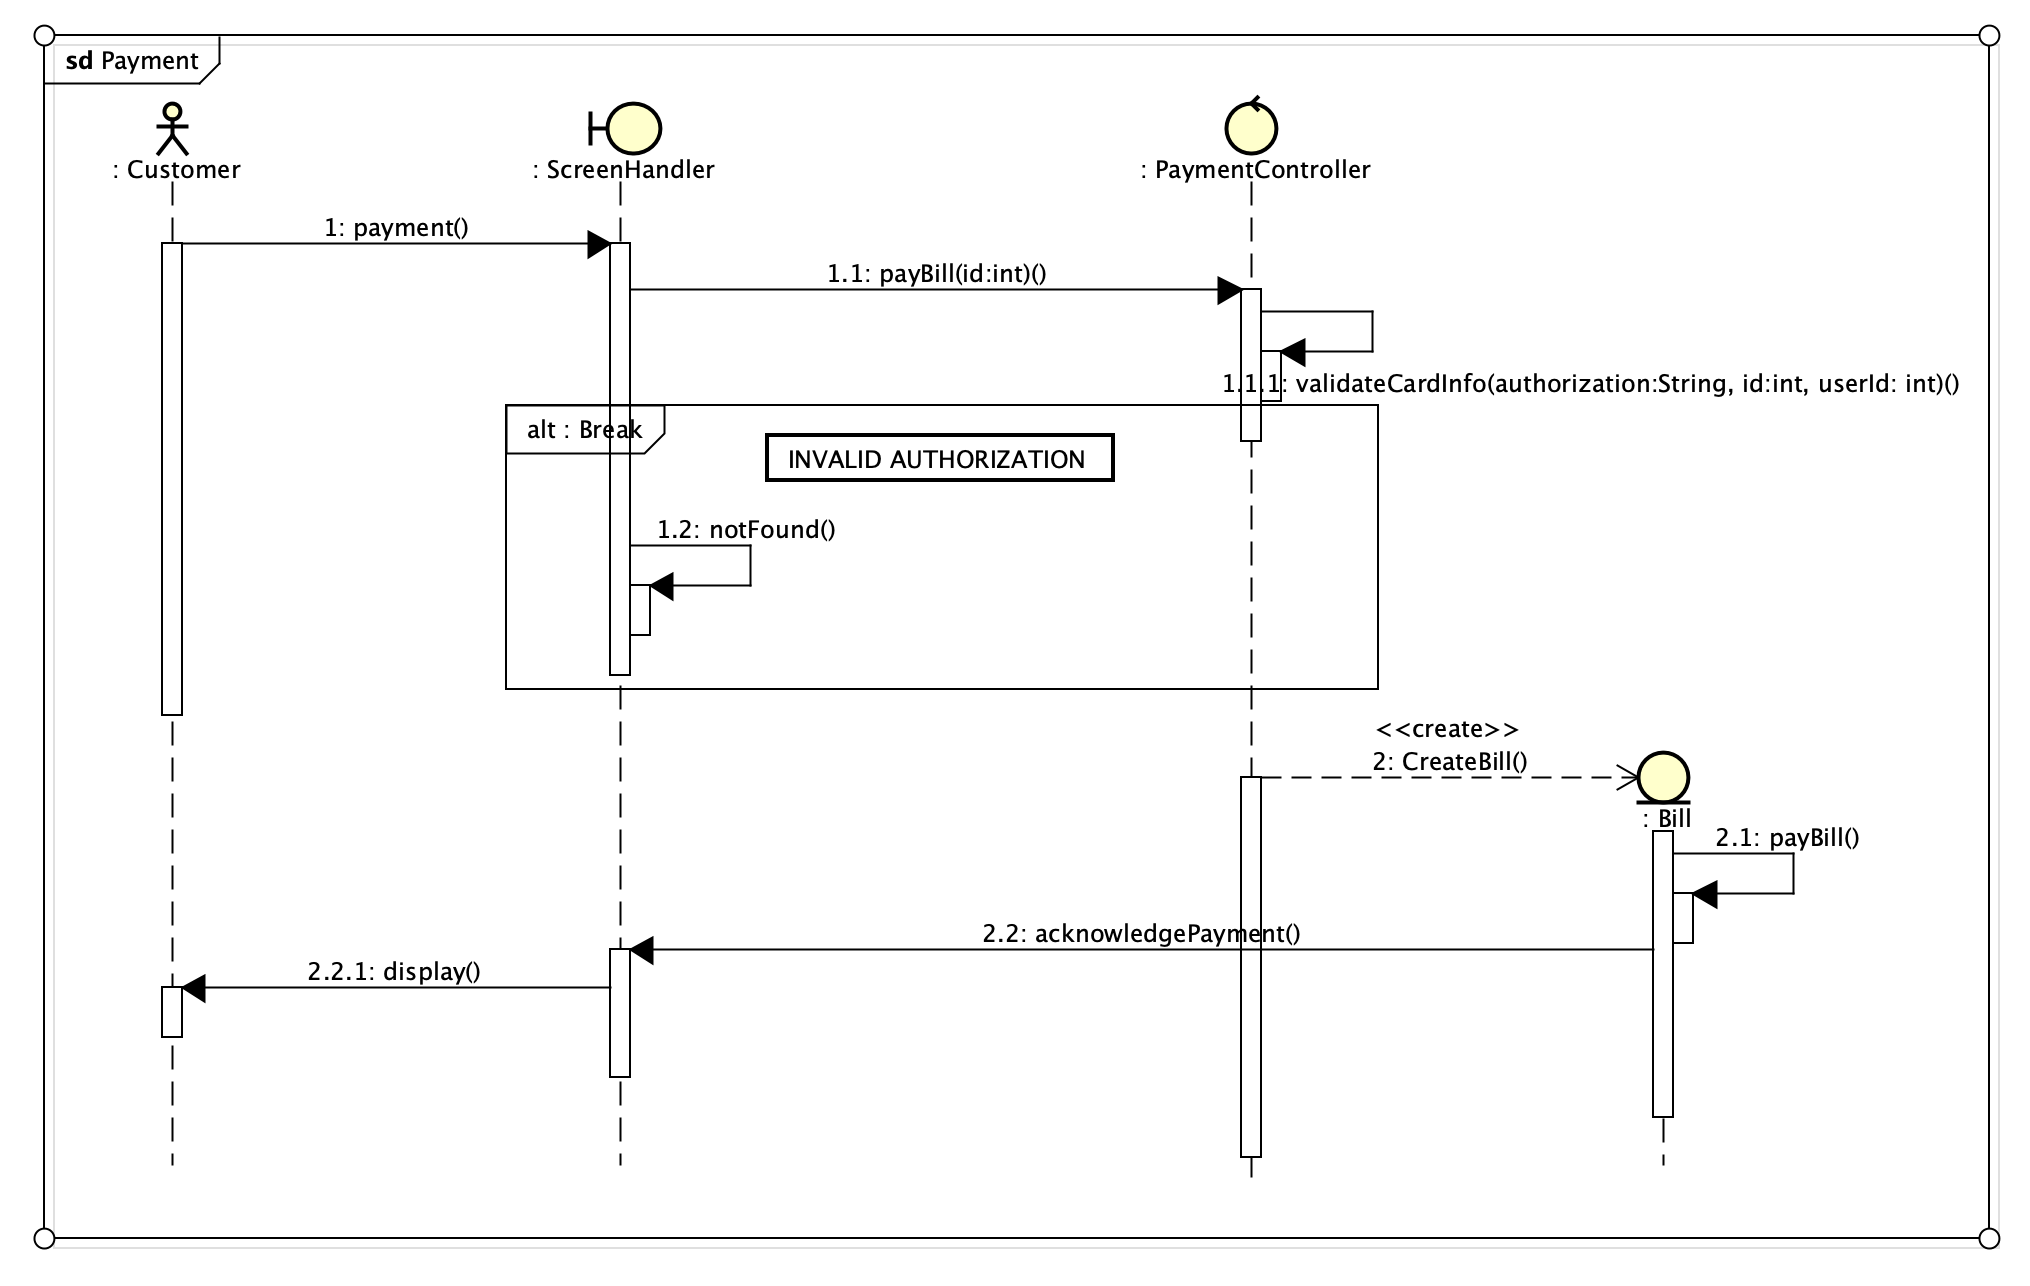 sd Payment
: Customer
: ScreenHandler
: PaymentController
1: payment()
1.1: payBill(id:int)()
1.1.1: validateCardInfo(authorization:String, id:int, userId: int)()
alt : Break
INVALID AUTHORIZATION
1.2: notFound()
<<create>>
2: CreateBill()
: Bill
2.1: payBill()
2.2: acknowledgePayment()
2.2.1: display()